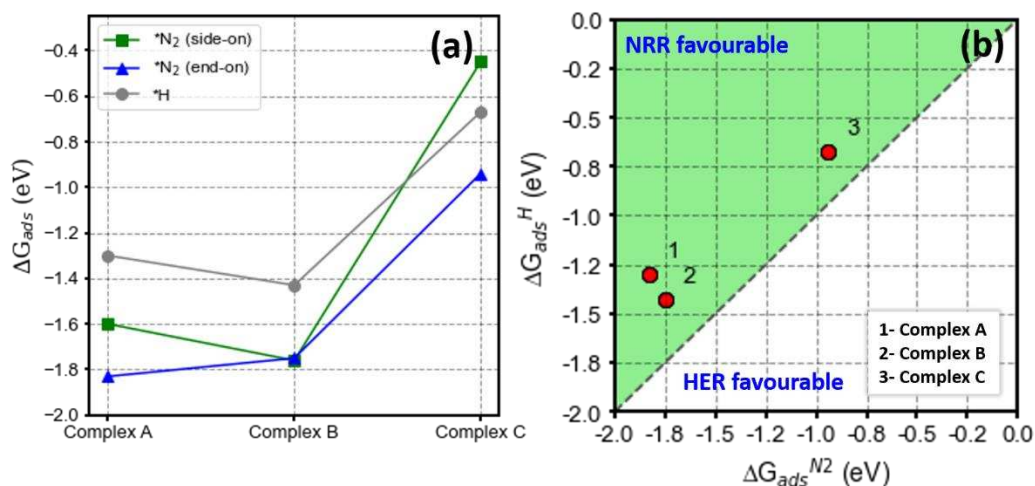 (a)
*N₂ (side-on)
*N₂ (end-on)
*H
ΔG_ads (eV)
−0.4
−0.6
−0.8
−1.0
−1.2
−1.4
−1.6
−1.8
−2.0
Complex A
Complex B
Complex C
(b)
NRR favourable
HER favourable
1
2
3
1- Complex A
2- Complex B
3- Complex C
ΔG_ads^H (eV)
0.0
-0.2
-0.5
-0.8
-1.0
-1.2
-1.5
-1.8
-2.0
-2.0
-1.8
-1.5
-1.2
-1.0
-0.8
-0.5
-0.2
0.0
ΔG_ads^N2 (eV)